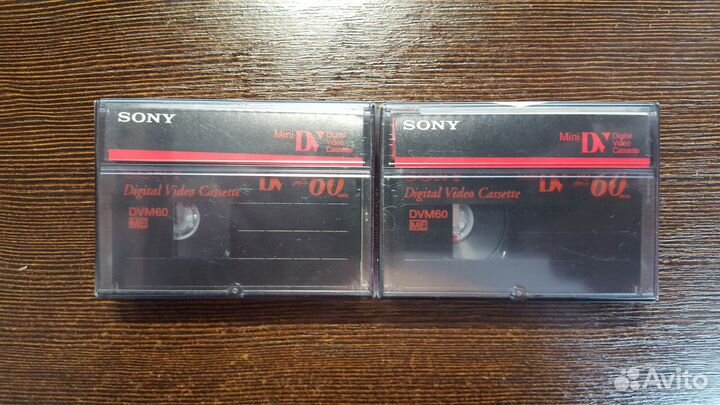 SONY
Mini DV Digital Video Cassette
Digital Video Cassette DV 60
DVM60
ME
SONY
Mini DV Digital Video Cassette
Digital Video Cassette DV 60
DVM60
ME
Avito